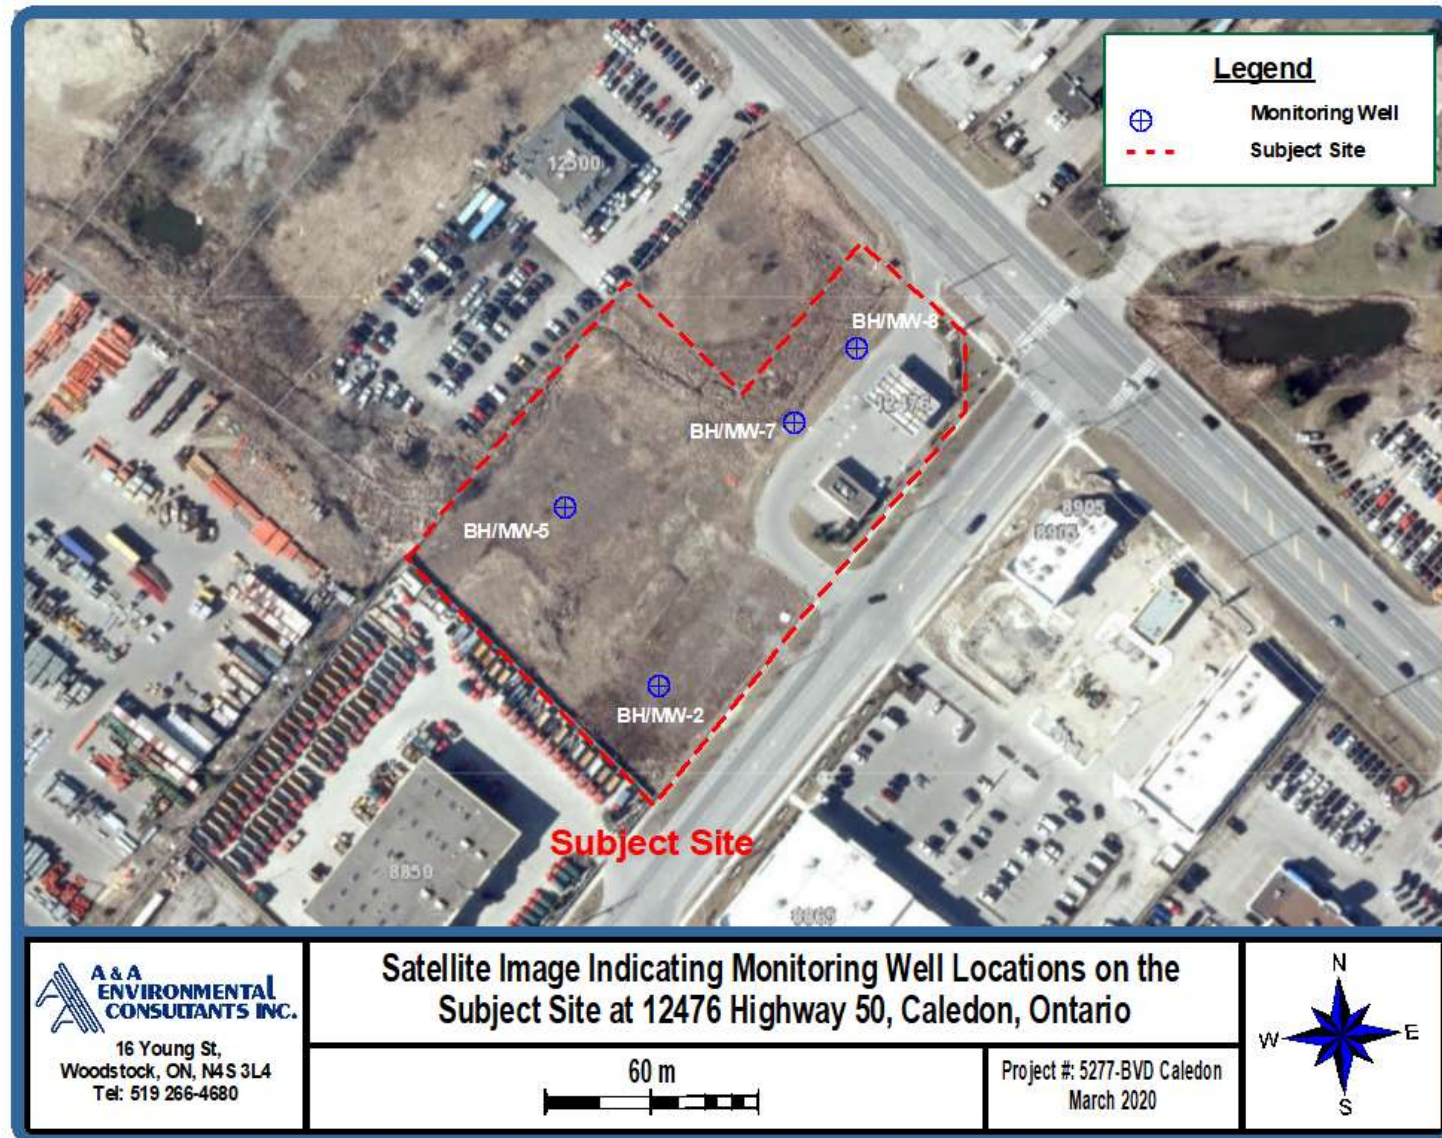 Legend
Monitoring Well
Subject Site
12500
BH/MW-8
12476
BH/MW-7
BH/MW-5
8905
8905
BH/MW-2
Subject Site
8850
8865
A & A
ENVIRONMENTAL
CONSULTANTS INC.
16 Young St,
Woodstock, ON, N4S 3L4
Tel: 519 266-4680
Satellite Image Indicating Monitoring Well Locations on the
Subject Site at 12476 Highway 50, Caledon, Ontario
60 m
Project #: 5277-BVD Caledon
March 2020
N
W
E
S